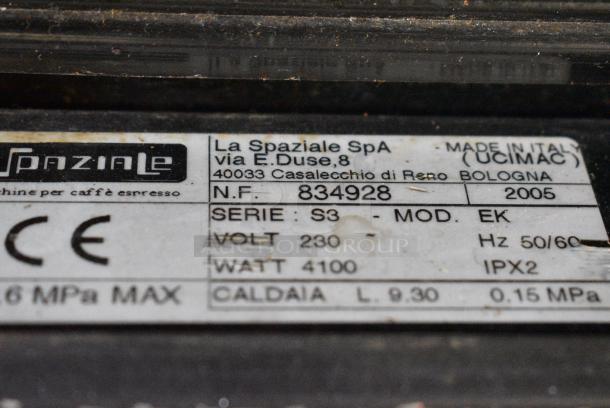 La Spaziale SpA - MADE IN ITALY
via E.Duse,8 (UCIMAC)
40033 Casalecchio di Reno BOLOGNA
Spaziale
chine per caffè espresso
N.F. 834928 2005
SERIE : S3 - MOD. EK
CE
VOLT 230 ~ Hz 50/60
WATT 4100 IPX2
.6 MPa MAX
CALDAIA L. 9.30 0.15 MPa